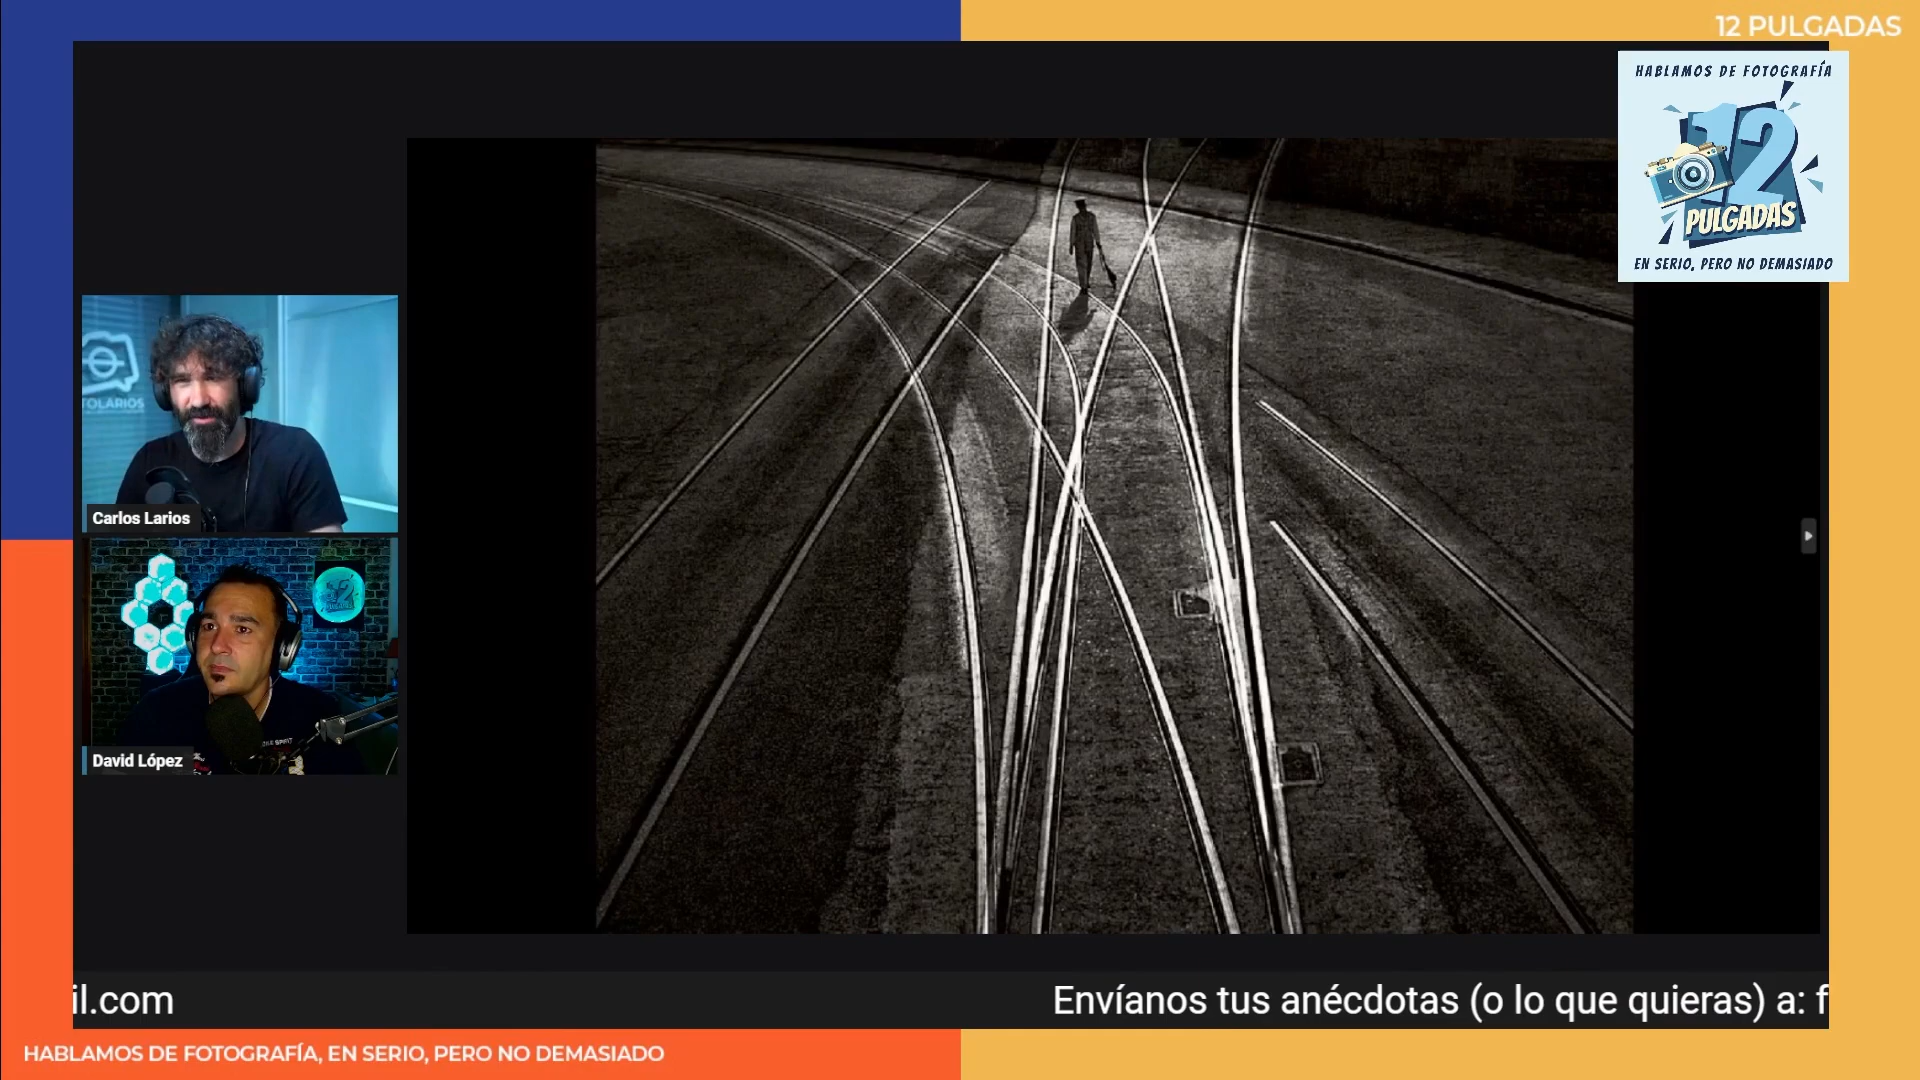 12 PULGADAS
HABLAMOS DE FOTOGRAFÍA
12
PULGADAS
EN SERIO, PERO NO DEMASIADO
TOLARIOS
Carlos Larios
David López
il.com
Envíanos tus anécdotas (o lo que quieras) a: f
HABLAMOS DE FOTOGRAFÍA, EN SERIO, PERO NO DEMASIADO